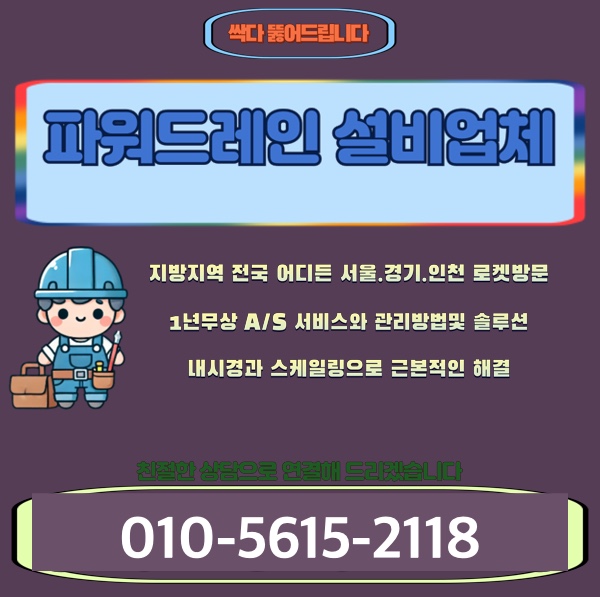 싹다 뚫어드립니다
파워드레인 설비업체
지방지역 전국 어디든 서울.경기.인천 로켓방문
1년무상 A/S 서비스와 관리방법및 솔루션
내시경과 스케일링으로 근본적인 해결
친절한 상담으로 연결해 드리겠습니다
010-5615-2118